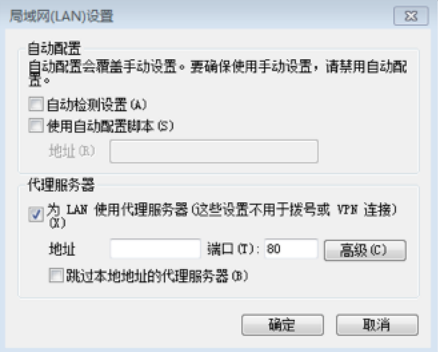 局域网(LAN)设置
自动配置
自动配置会覆盖手动设置。要确保使用手动设置，请禁用自动配
置。
自动检测设置(A)
使用自动配置脚本(S)
地址(R)
代理服务器
为 LAN 使用代理服务器(这些设置不用于拨号或 VPN 连接)
(X)
地址 端口(T): 80 高级(C)
跳过本地地址的代理服务器(B)
确定 取消